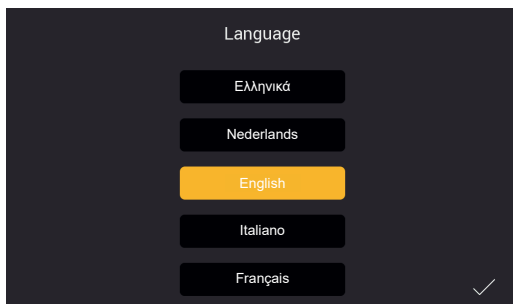 Language
Ελληνικά
Nederlands
English
Italiano
Français